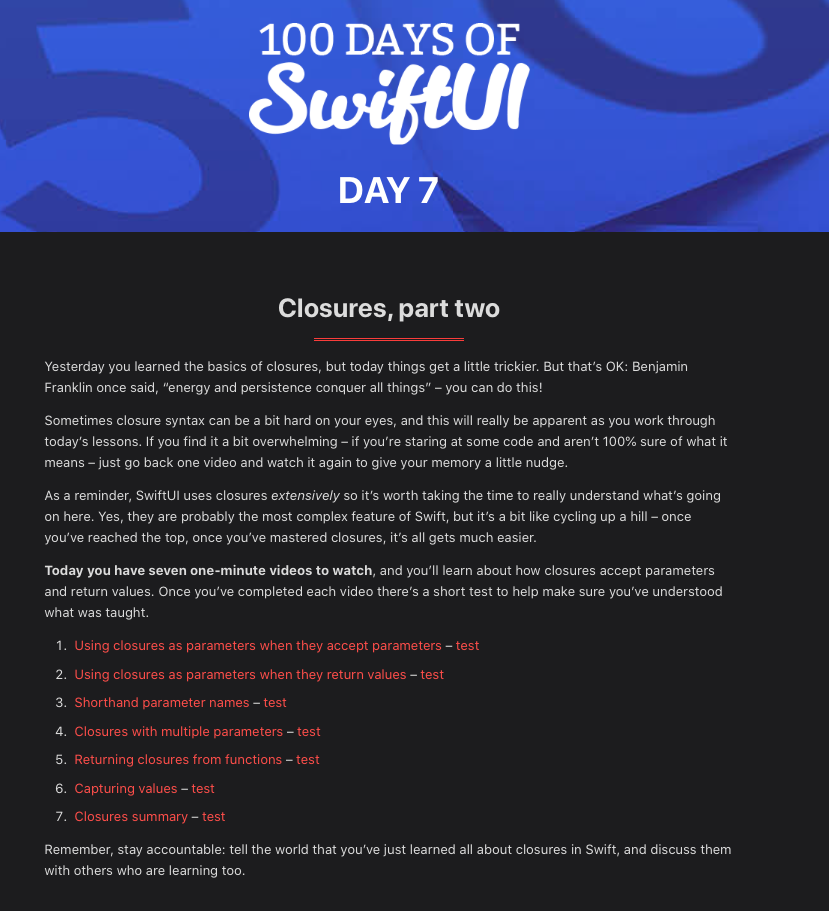 100 DAYS OF
SwiftUI
DAY 7
Closures, part two
Yesterday you learned the basics of closures, but today things get a little trickier. But that’s OK: Benjamin
Franklin once said, “energy and persistence conquer all things” – you can do this!
Sometimes closure syntax can be a bit hard on your eyes, and this will really be apparent as you work through
today’s lessons. If you find it a bit overwhelming – if you’re staring at some code and aren’t 100% sure of what it
means – just go back one video and watch it again to give your memory a little nudge.
As a reminder, SwiftUI uses closures extensively so it’s worth taking the time to really understand what’s going
on here. Yes, they are probably the most complex feature of Swift, but it’s a bit like cycling up a hill – once
you’ve reached the top, once you’ve mastered closures, it’s all gets much easier.
Today you have seven one-minute videos to watch, and you’ll learn about how closures accept parameters
and return values. Once you’ve completed each video there’s a short test to help make sure you’ve understood
what was taught.
1. Using closures as parameters when they accept parameters – test
2. Using closures as parameters when they return values – test
3. Shorthand parameter names – test
4. Closures with multiple parameters – test
5. Returning closures from functions – test
6. Capturing values – test
7. Closures summary – test
Remember, stay accountable: tell the world that you’ve just learned all about closures in Swift, and discuss them
with others who are learning too.